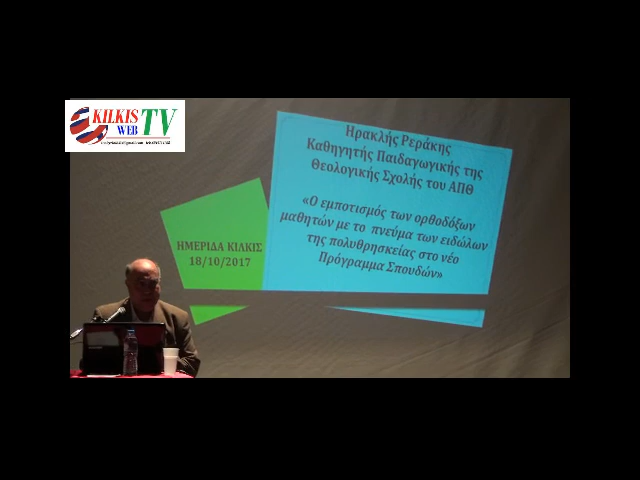 KILKIS
WEB
TV
Ηρακλής Ρεράκης
Καθηγητής Παιδαγωγικής της
Θεολογικής Σχολής του ΑΠΘ
«Ο εμποτισμός των ορθοδόξων
μαθητών με το πνεύμα των ειδώλων
της πολυθρησκείας στο νέο
Πρόγραμμα Σπουδών»
ΗΜΕΡΙΔΑ ΚΙΛΚΙΣ
18/10/2017